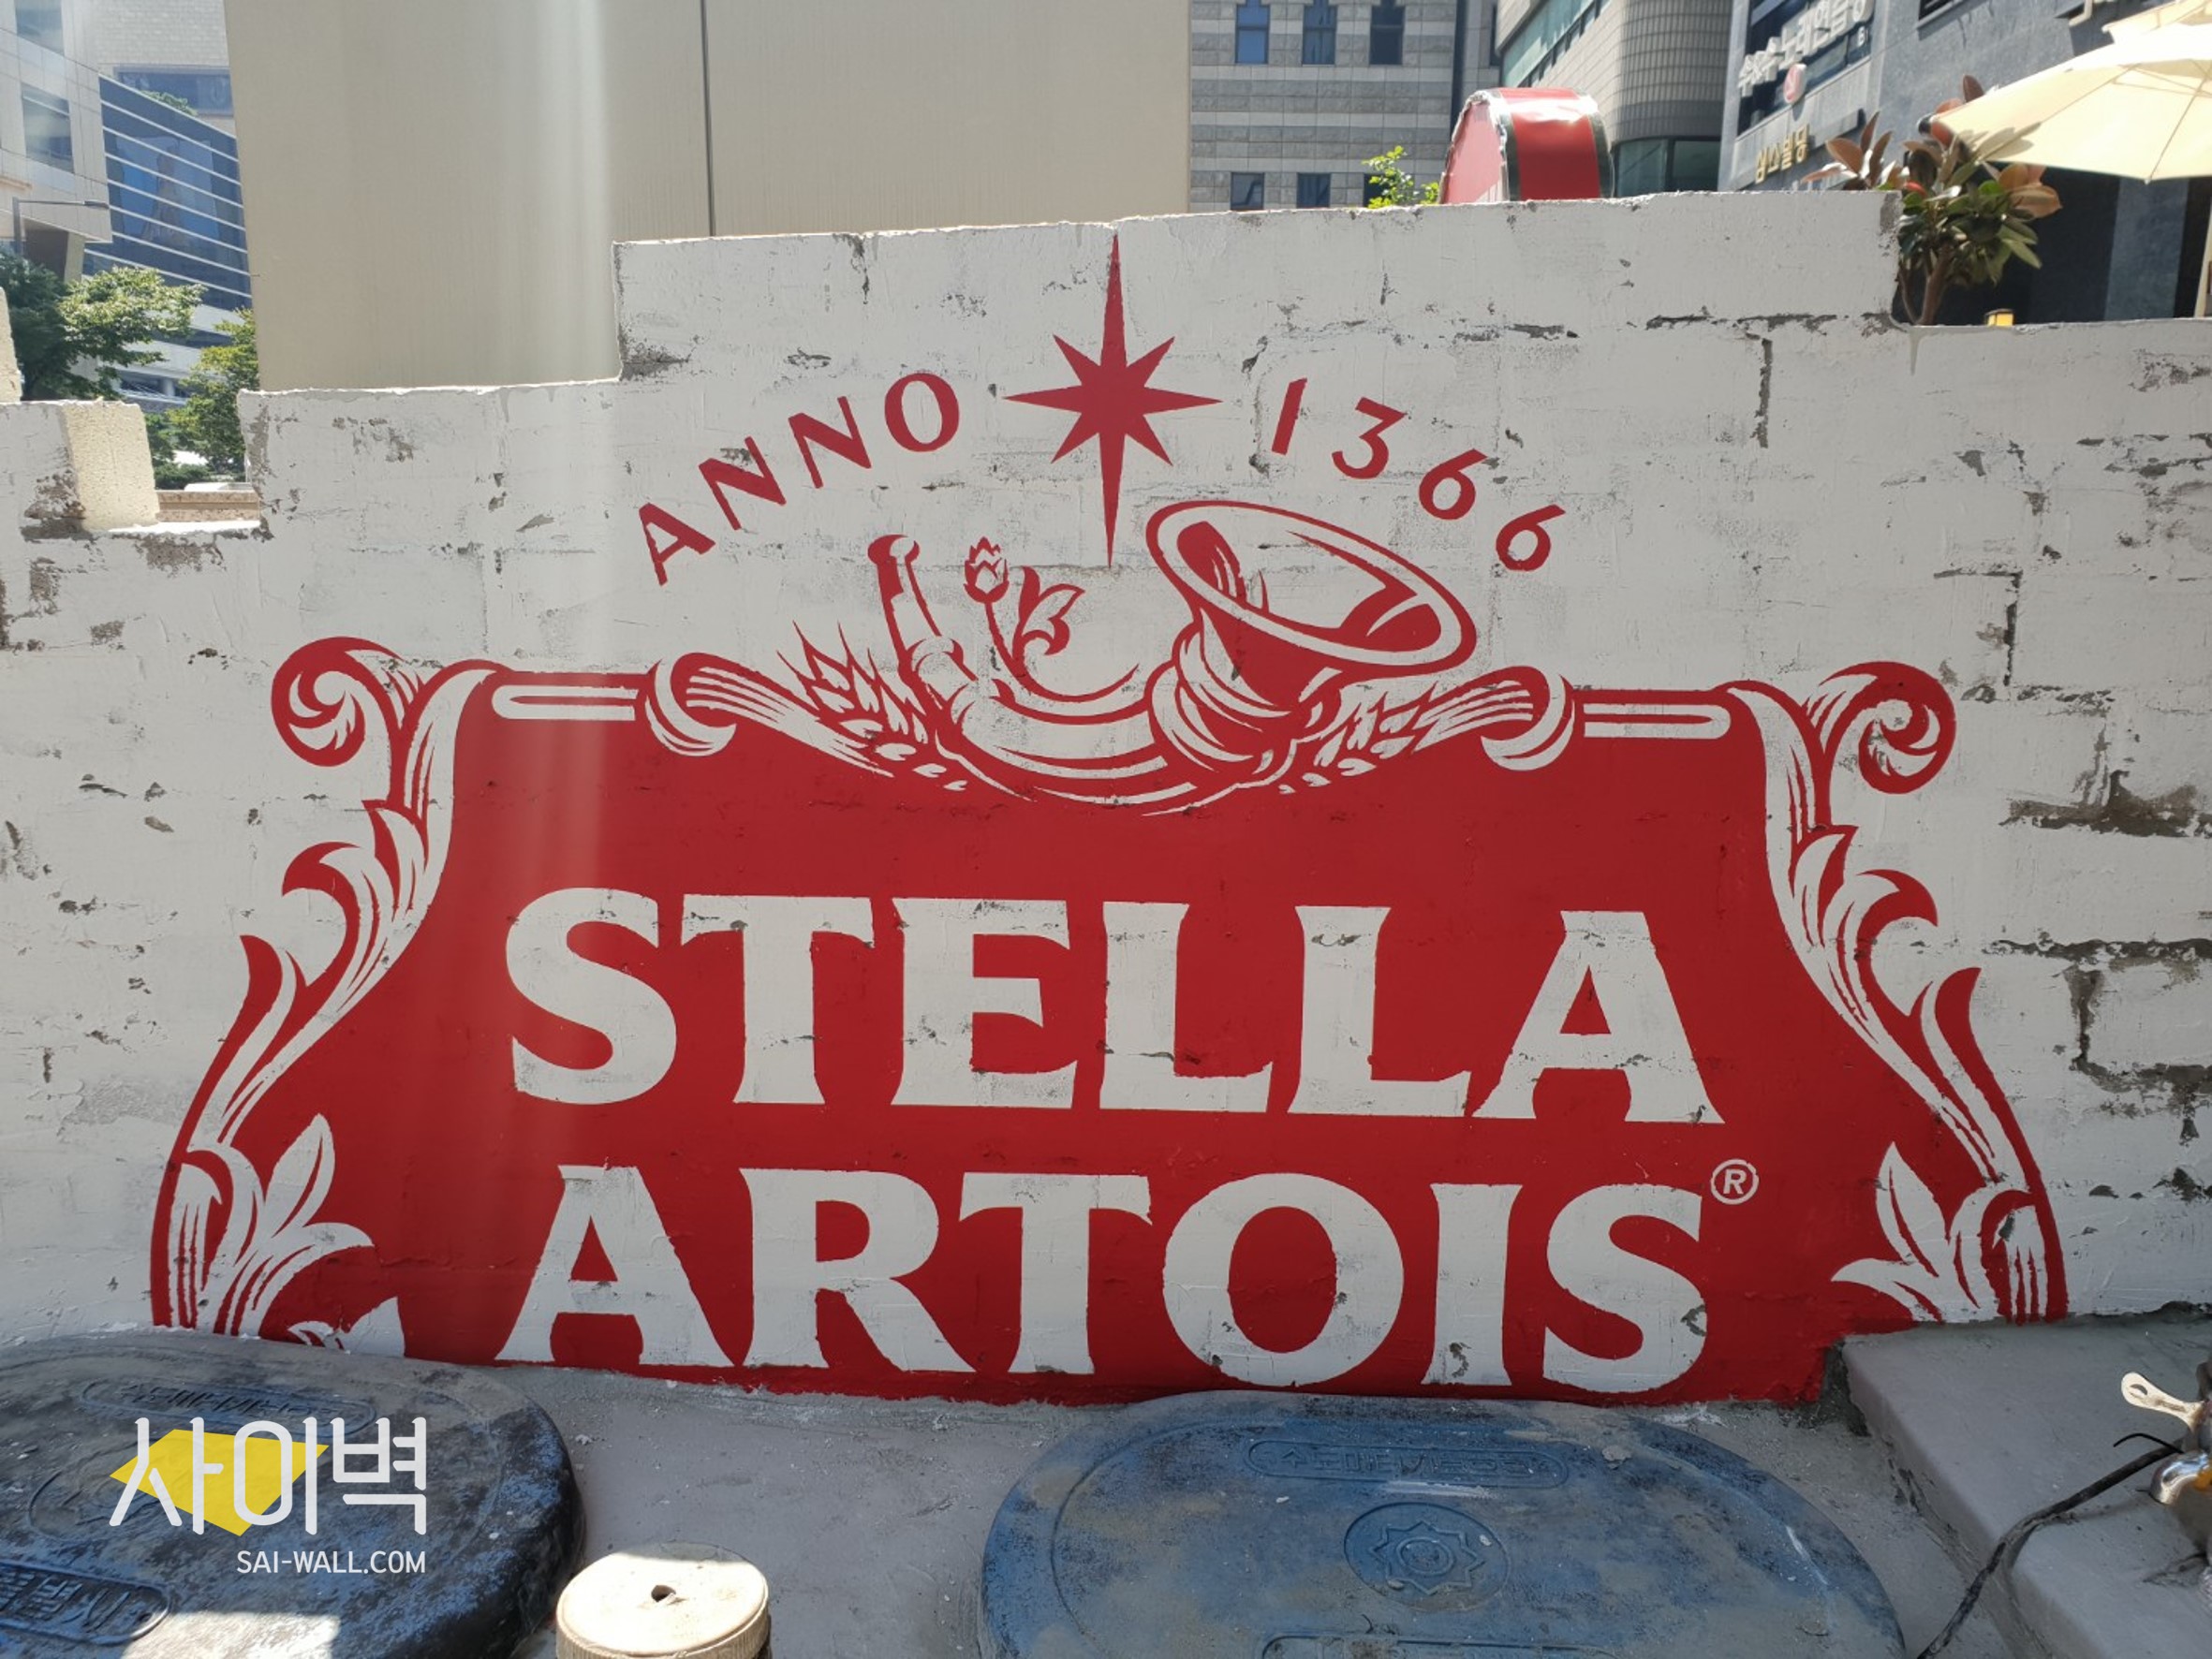 ANNO 1366
STELLA
ARTOIS®
사이벽
SAI-WALL.COM